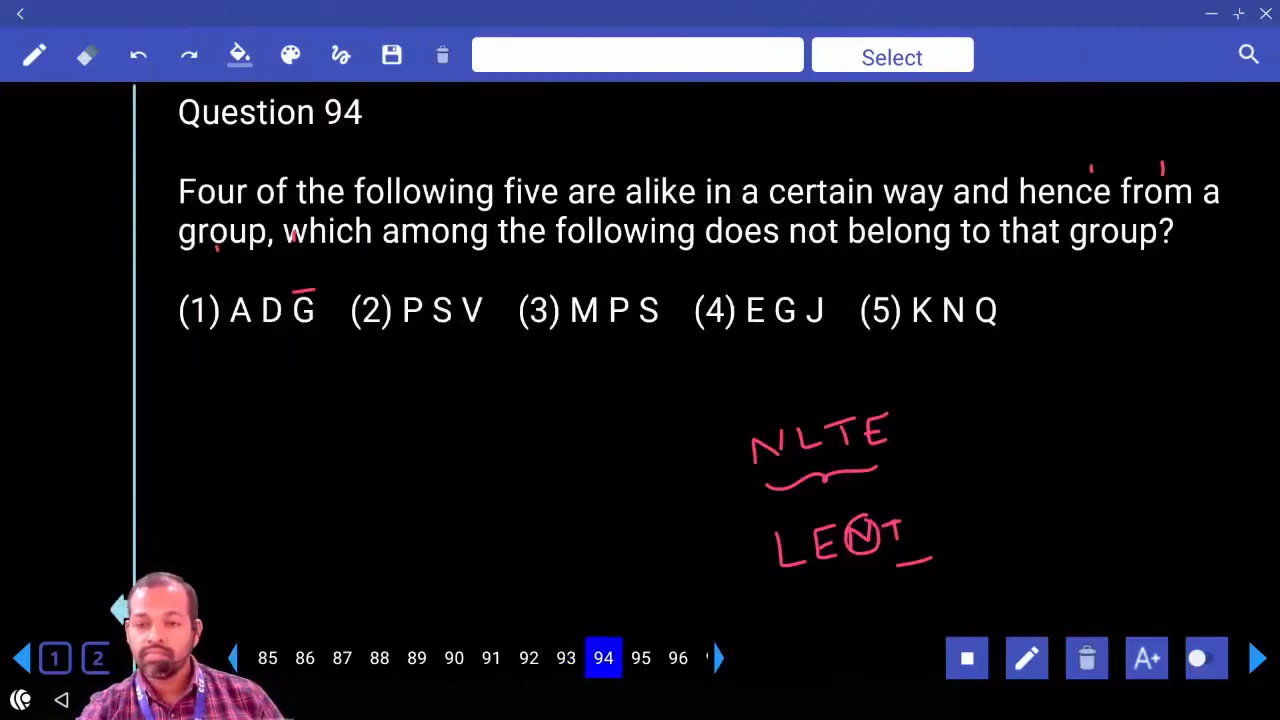 Select
Question 94
Four of the following five are alike in a certain way and hence from a
group, which among the following does not belong to that group?
(1) A D G (2) P S V (3) M P S (4) E G J (5) K N Q
NLTE
LENT
1 2 85 86 87 88 89 90 91 92 93 94 95 96 A+